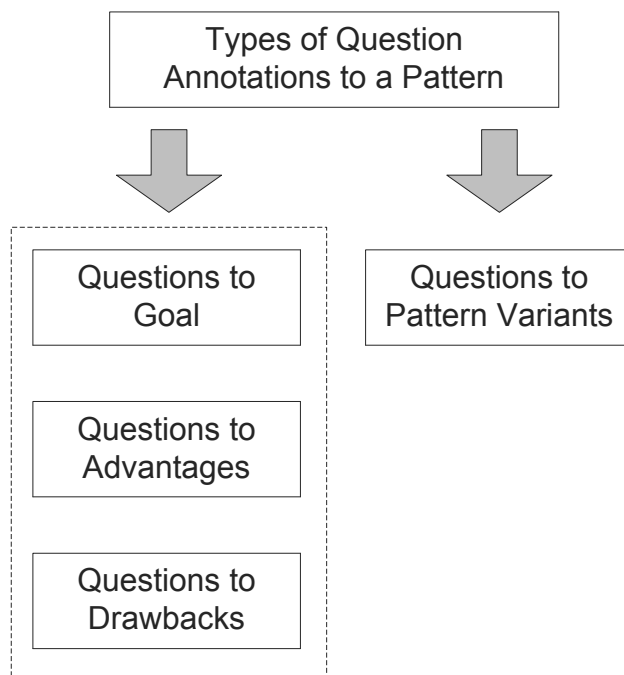 Types of Question
Annotations to a Pattern
Questions to
Goal
Questions to
Pattern Variants
Questions to
Advantages
Questions to
Drawbacks